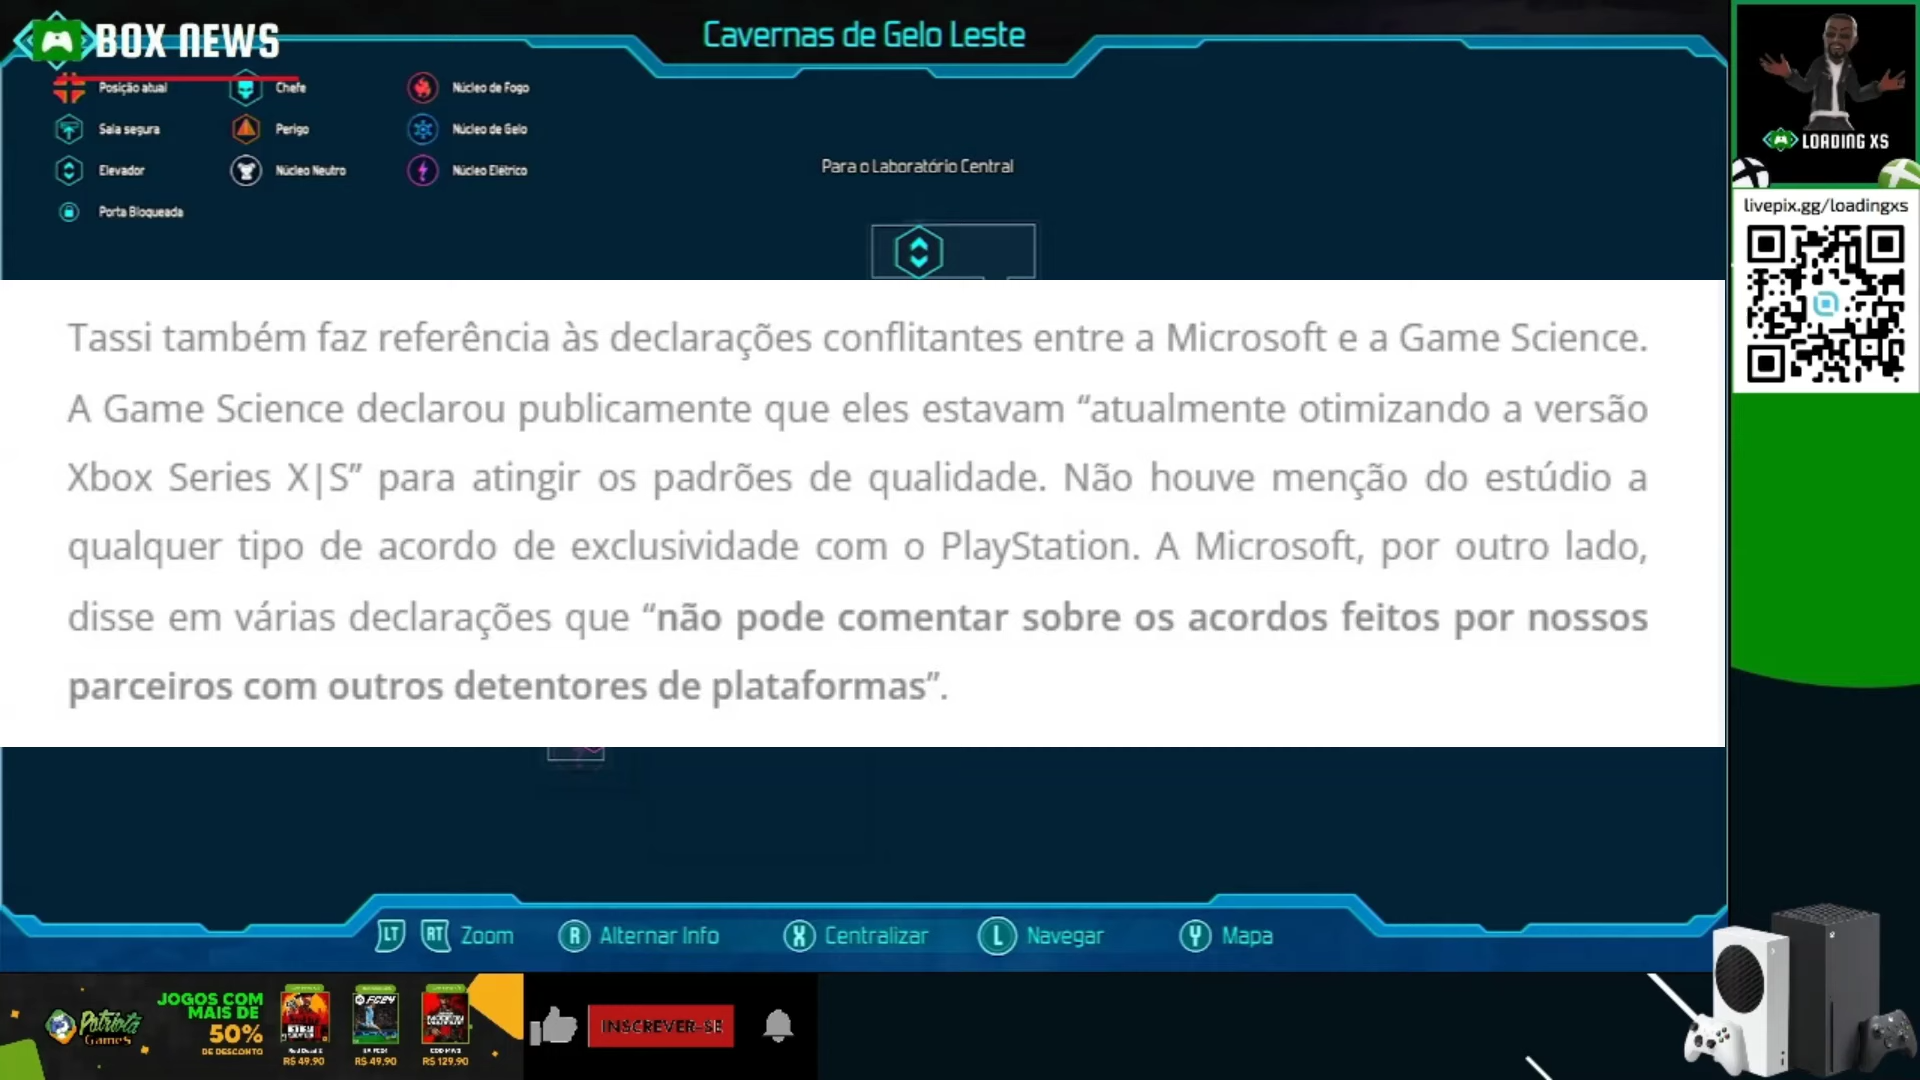 BOX NEWS
Cavernas de Gelo Leste
Posição atual
Chefe
Núcleo de Fogo
Sala segura
Perigo
Núcleo de Gelo
Elevador
Núcleo Neutro
Núcleo Elétrico
Porta Bloqueada
Para o Laboratório Central
LOADING XS
livepix.gg/loadingxs
Tassi também faz referência às declarações conflitantes entre a Microsoft e a Game Science.
A Game Science declarou publicamente que eles estavam “atualmente otimizando a versão
Xbox Series X|S” para atingir os padrões de qualidade. Não houve menção do estúdio a
qualquer tipo de acordo de exclusividade com o PlayStation. A Microsoft, por outro lado,
disse em várias declarações que “não pode comentar sobre os acordos feitos por nossos
parceiros com outros detentores de plataformas”.
LT RT Zoom
R Alternar Info
X Centralizar
L Navegar
Y Mapa
Patriota
Games
JOGOS COM
MAIS DE
50%
DE DESCONTO
R$ 49,90
FC24
R$ 49,90
R$ 129,90
INSCREVER-SE